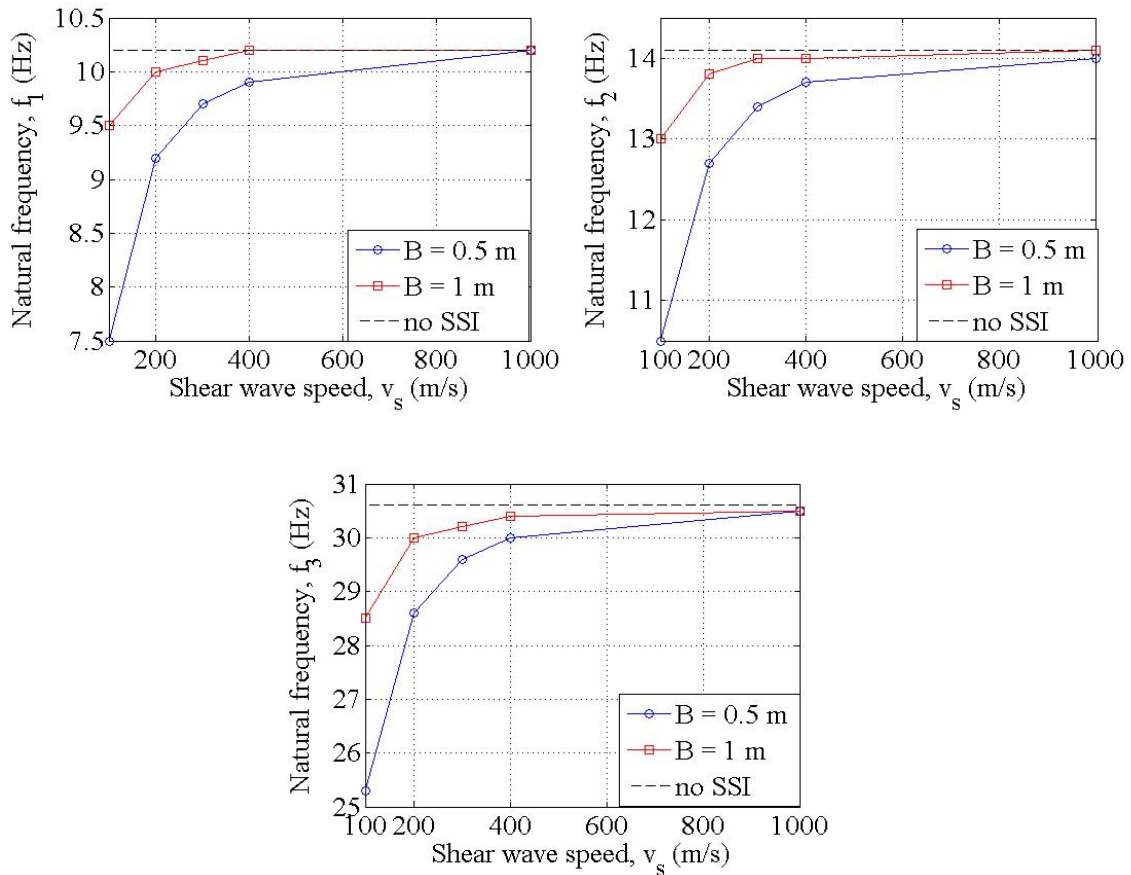 Natural frequency, f1 (Hz)
10.5
10
9.5
9
8.5
8
7.5
200
400
600
800
1000
Shear wave speed, vs (m/s)
B = 0.5 m
B = 1 m
no SSI
Natural frequency, f2 (Hz)
14
13
12
11
100
200
400
600
800
1000
Shear wave speed, vs (m/s)
B = 0.5 m
B = 1 m
no SSI
Natural frequency, f3 (Hz)
31
30
29
28
27
26
25
100
200
400
600
800
1000
Shear wave speed, vs (m/s)
B = 0.5 m
B = 1 m
no SSI